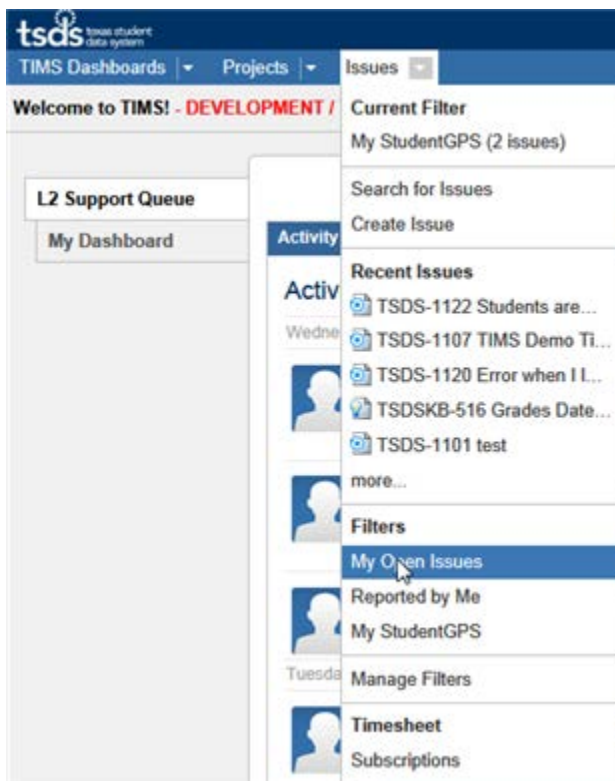 tsds texas student
data system
TIMS Dashboards Projects Issues
Welcome to TIMS! - DEVELOPMENT /
Current Filter
My StudentGPS (2 issues)
L2 Support Queue
My Dashboard
Search for Issues
Create Issue
Activity
Activ
Wedne
Recent Issues
TSDS-1122 Students are...
TSDS-1107 TIMS Demo Ti...
TSDS-1120 Error when I l...
TSDSKB-516 Grades Date...
TSDS-1101 test
more...
Filters
My Open Issues
Reported by Me
My StudentGPS
Tuesda
Manage Filters
Timesheet
Subscriptions